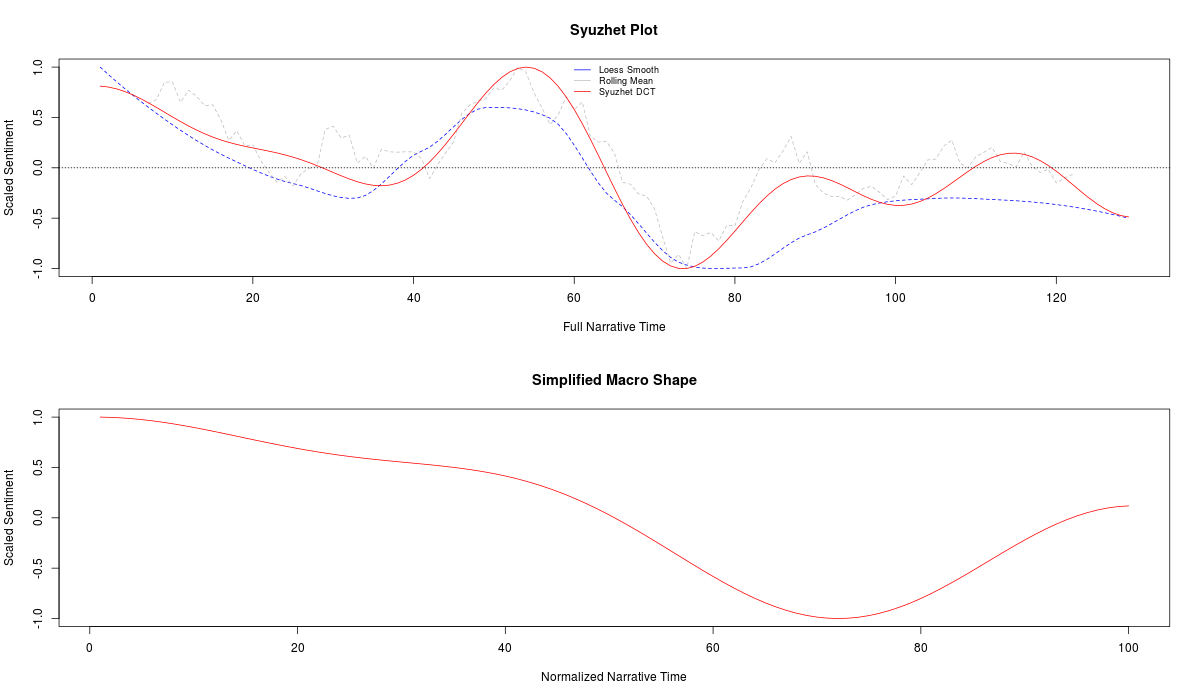 Syuzhet Plot
Loess Smooth
Rolling Mean
Syuzhet DCT
Scaled Sentiment
1.0
0.5
0.0
-0.5
-1.0
0 20 40 60 80 100 120
Full Narrative Time
Simplified Macro Shape
Scaled Sentiment
1.0
0.5
0.0
-0.5
-1.0
0 20 40 60 80 100
Normalized Narrative Time